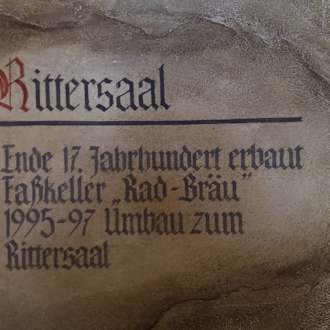 Rittersaal
Ende 17. Jahrhundert erbaut
Faßkeller „Rad-Bräu"
1995-97 Umbau zum
Rittersaal